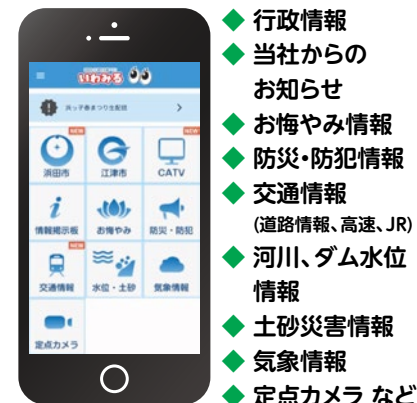 いわみる
浜っ子春まつり生配信
NEW
NEW
浜田市
江津市
CATV
情報掲示板
お悔やみ
防災・防犯
NEW
交通情報
水位・土砂
気象情報
定点カメラ
◆ 行政情報
◆ 当社からの
お知らせ
◆ お悔やみ情報
◆ 防災・防犯情報
◆ 交通情報
(道路情報、高速、JR)
◆ 河川、ダム水位
情報
◆ 土砂災害情報
◆ 気象情報
◆ 定点カメラ など